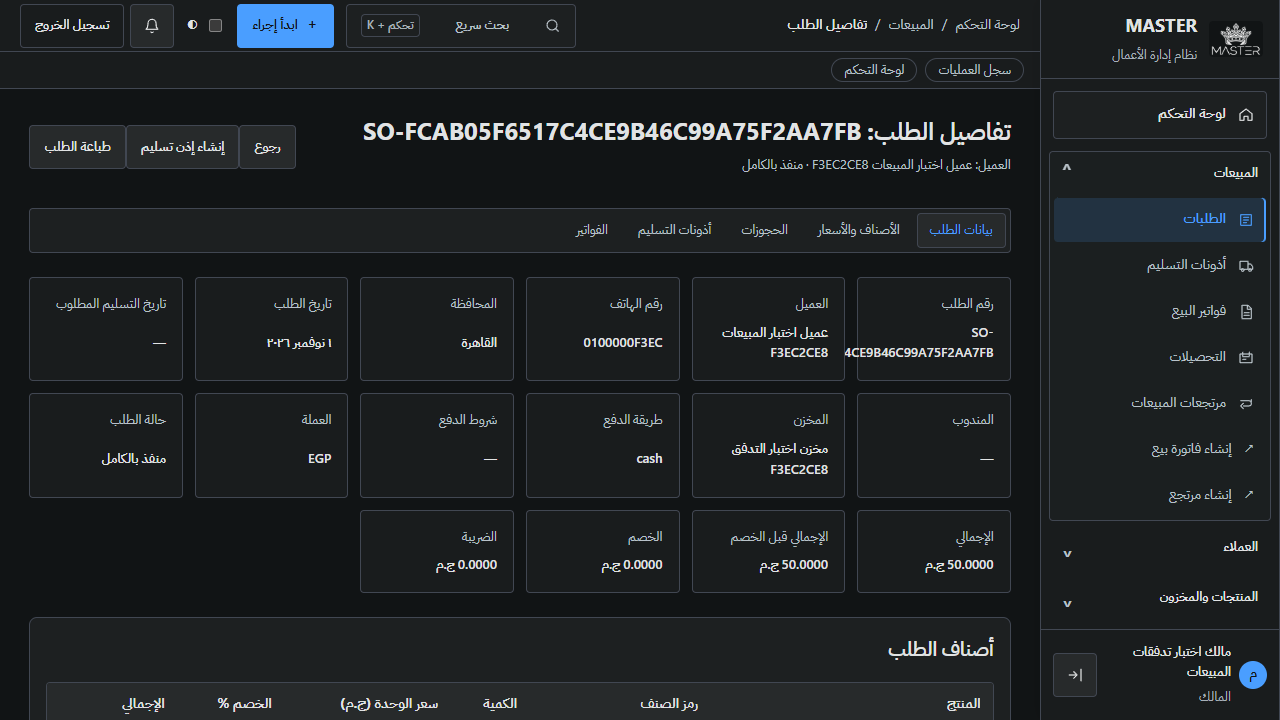 MASTER
MASTER
نظام إدارة الأعمال
لوحة التحكم
المبيعات
الطلبات
أذونات التسليم
فواتير البيع
التحصيلات
مرتجعات المبيعات
إنشاء فاتورة بيع
إنشاء مرتجع
العملاء
المنتجات والمخزون
مالك اختبار تدفقات
المبيعات
المالك
م
لوحة التحكم / المبيعات / تفاصيل الطلب
بحث سريع تحكم + K
+ ابدأ إجراء
تسجيل الخروج
سجل العمليات
لوحة التحكم
تفاصيل الطلب: SO-FCAB05F6517C4CE9B46C99A75F2AA7FB
العميل: عميل اختبار المبيعات F3EC2CE8 · منفذ بالكامل
رجوع
إنشاء إذن تسليم
طباعة الطلب
بيانات الطلب
الأصناف والأسعار
الحجوزات
أذونات التسليم
الفواتير
رقم الطلب
SO-
4CE9B46C99A75F2AA7FB
العميل
عميل اختبار المبيعات
F3EC2CE8
رقم الهاتف
0100000F3EC
المحافظة
القاهرة
تاريخ الطلب
١ نوفمبر ٢٠٢٦
تاريخ التسليم المطلوب
—
المندوب
—
المخزن
مخزن اختبار التدفق
F3EC2CE8
طريقة الدفع
cash
شروط الدفع
—
العملة
EGP
حالة الطلب
منفذ بالكامل
الإجمالي
50.0000 ج.م
الإجمالي قبل الخصم
50.0000 ج.م
الخصم
0.0000 ج.م
الضريبة
0.0000 ج.م
أصناف الطلب
المنتج رمز الصنف الكمية سعر الوحدة (ج.م) الخصم % الإجمالي